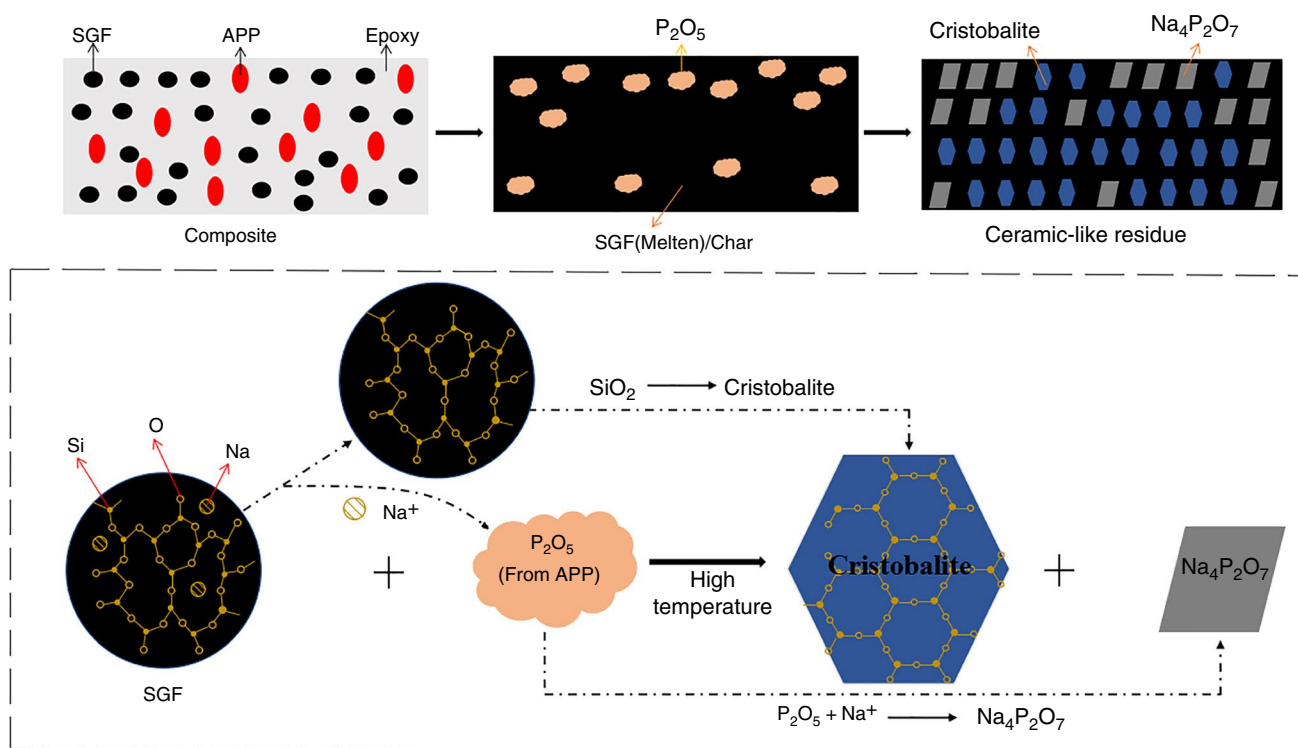 SGF
APP
Epoxy
P₂O₅
Cristobalite
Na₄P₂O₇
Composite
SGF(Melten)/Char
Ceramic-like residue
SiO₂ → Cristobalite
Si
O
Na
Na⁺
+
P₂O₅
(From APP)
High
temperature
Cristobalite
+
Na₄P₂O₇
SGF
P₂O₅ + Na⁺ → Na₄P₂O₇